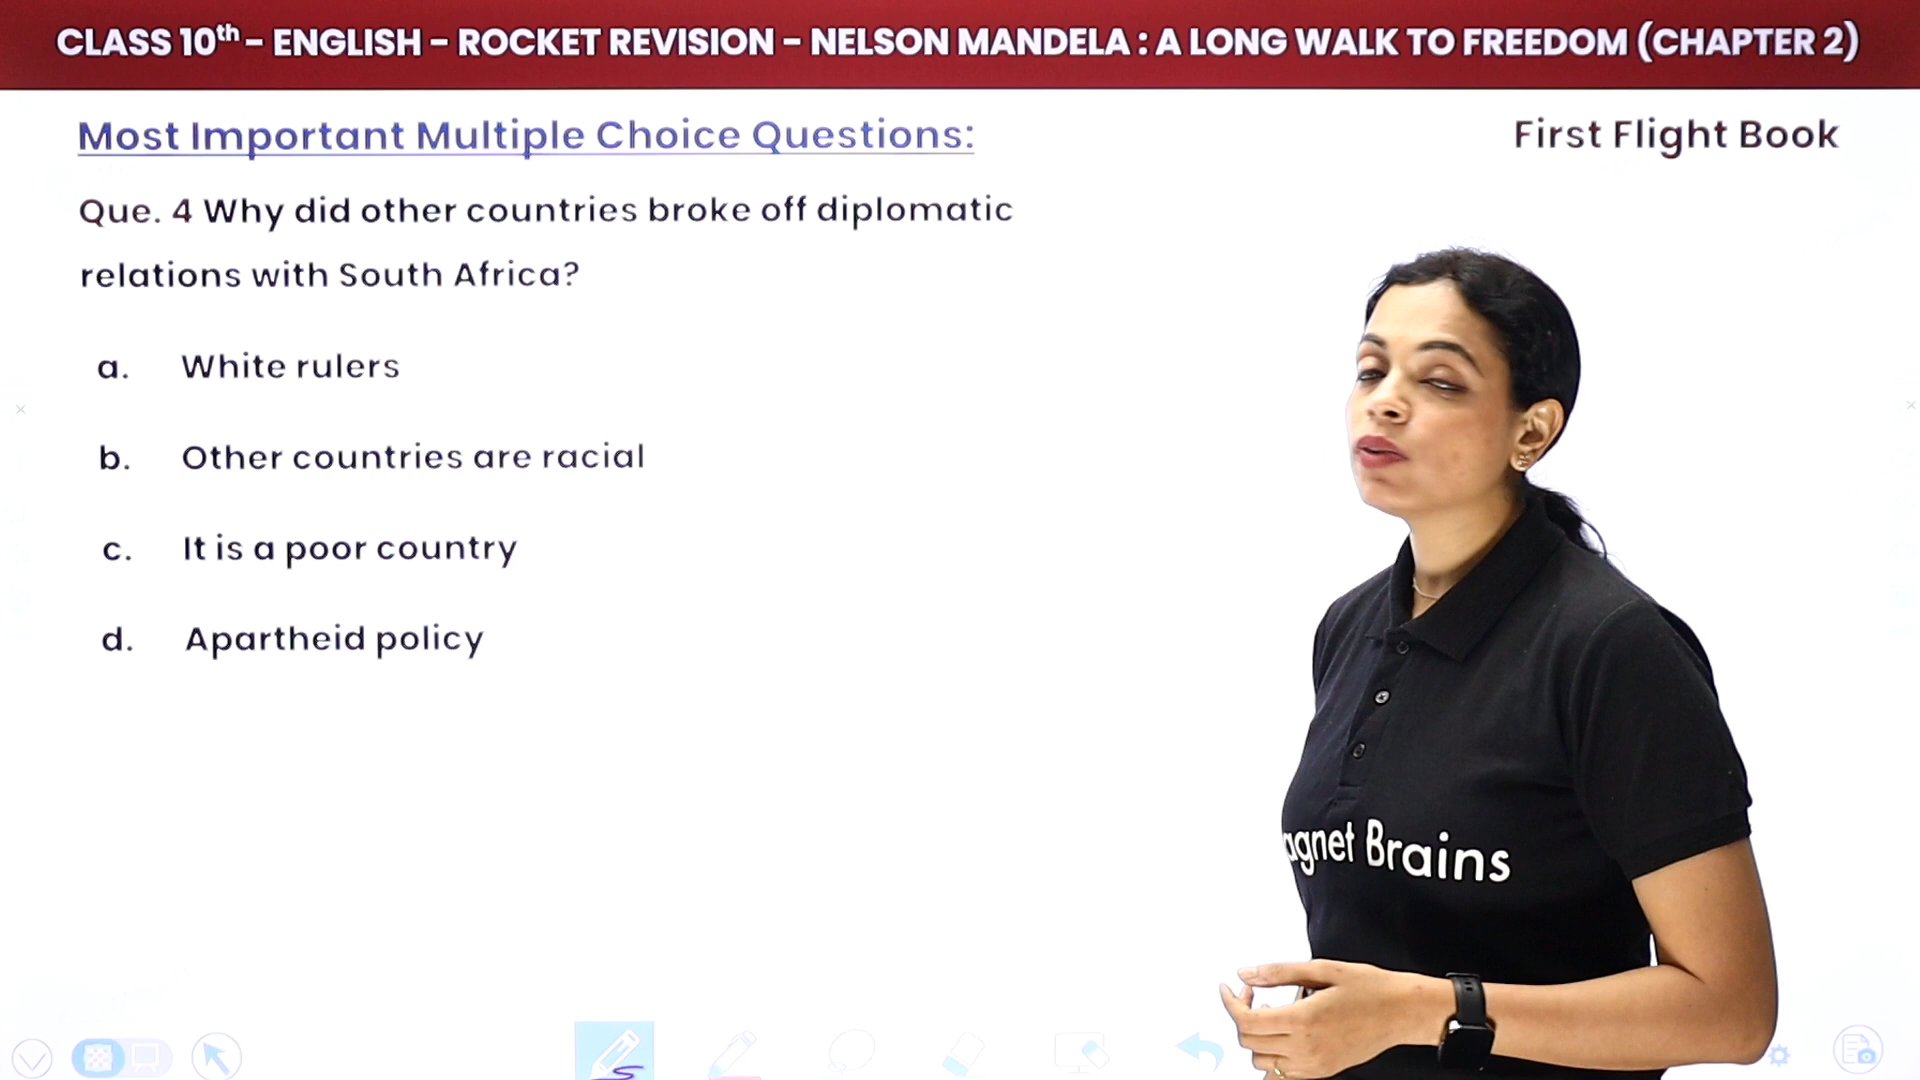 CLASS 10th - ENGLISH - ROCKET REVISION - NELSON MANDELA : A LONG WALK TO FREEDOM (CHAPTER 2)
Most Important Multiple Choice Questions:
First Flight Book
Que. 4 Why did other countries broke off diplomatic
relations with South Africa?
a. White rulers
b. Other countries are racial
c. It is a poor country
d. Apartheid policy
agnet Brains